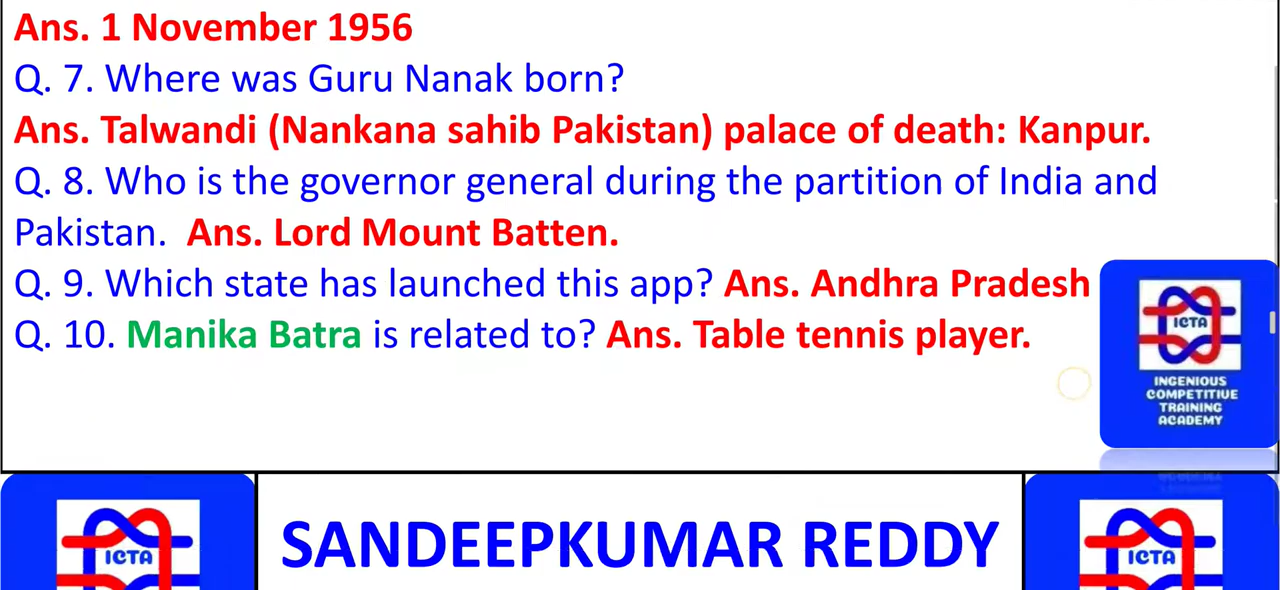 Ans. 1 November 1956
Q. 7. Where was Guru Nanak born?
Ans. Talwandi (Nankana sahib Pakistan) palace of death: Kanpur.
Q. 8. Who is the governor general during the partition of India and
Pakistan. Ans. Lord Mount Batten.
Q. 9. Which state has launched this app? Ans. Andhra Pradesh
Q. 10. Manika Batra is related to? Ans. Table tennis player.
ICTA
INGENIOUS
COMPETITIVE
TRAINING
ACADEMY
ICTA
SANDEEPKUMAR REDDY
ICTA